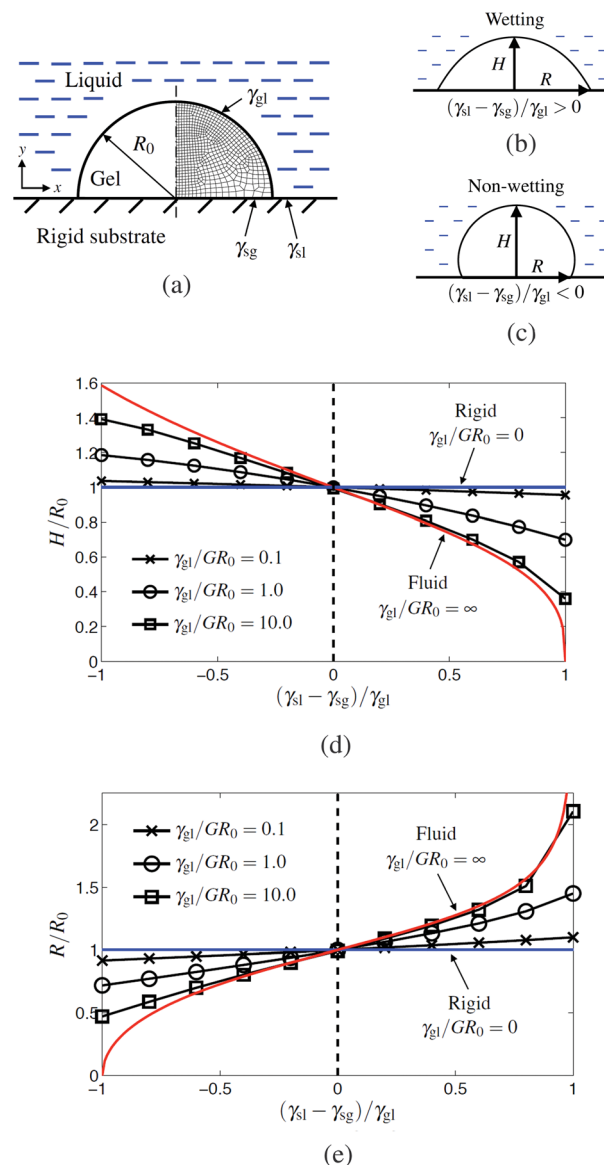 Liquid
γgl
R0
y
x
Gel
Rigid substrate
γsg
γsl
(a)
Wetting
H
R
(γsl − γsg)/γgl > 0
(b)
Non-wetting
H
R
(γsl − γsg)/γgl < 0
(c)
1.6
1.4
1.2
1
0.8
0.6
0.4
0.2
0
H/R0
Rigid
γgl/GR0 = 0
γgl/GR0 = 0.1
γgl/GR0 = 1.0
γgl/GR0 = 10.0
Fluid
γgl/GR0 = ∞
−1
−0.5
0
0.5
1
(γsl − γsg)/γgl
(d)
2
1.5
1
0.5
0
R/R0
γgl/GR0 = 0.1
γgl/GR0 = 1.0
γgl/GR0 = 10.0
Fluid
γgl/GR0 = ∞
Rigid
γgl/GR0 = 0
−1
−0.5
0
0.5
1
(γsl − γsg)/γgl
(e)